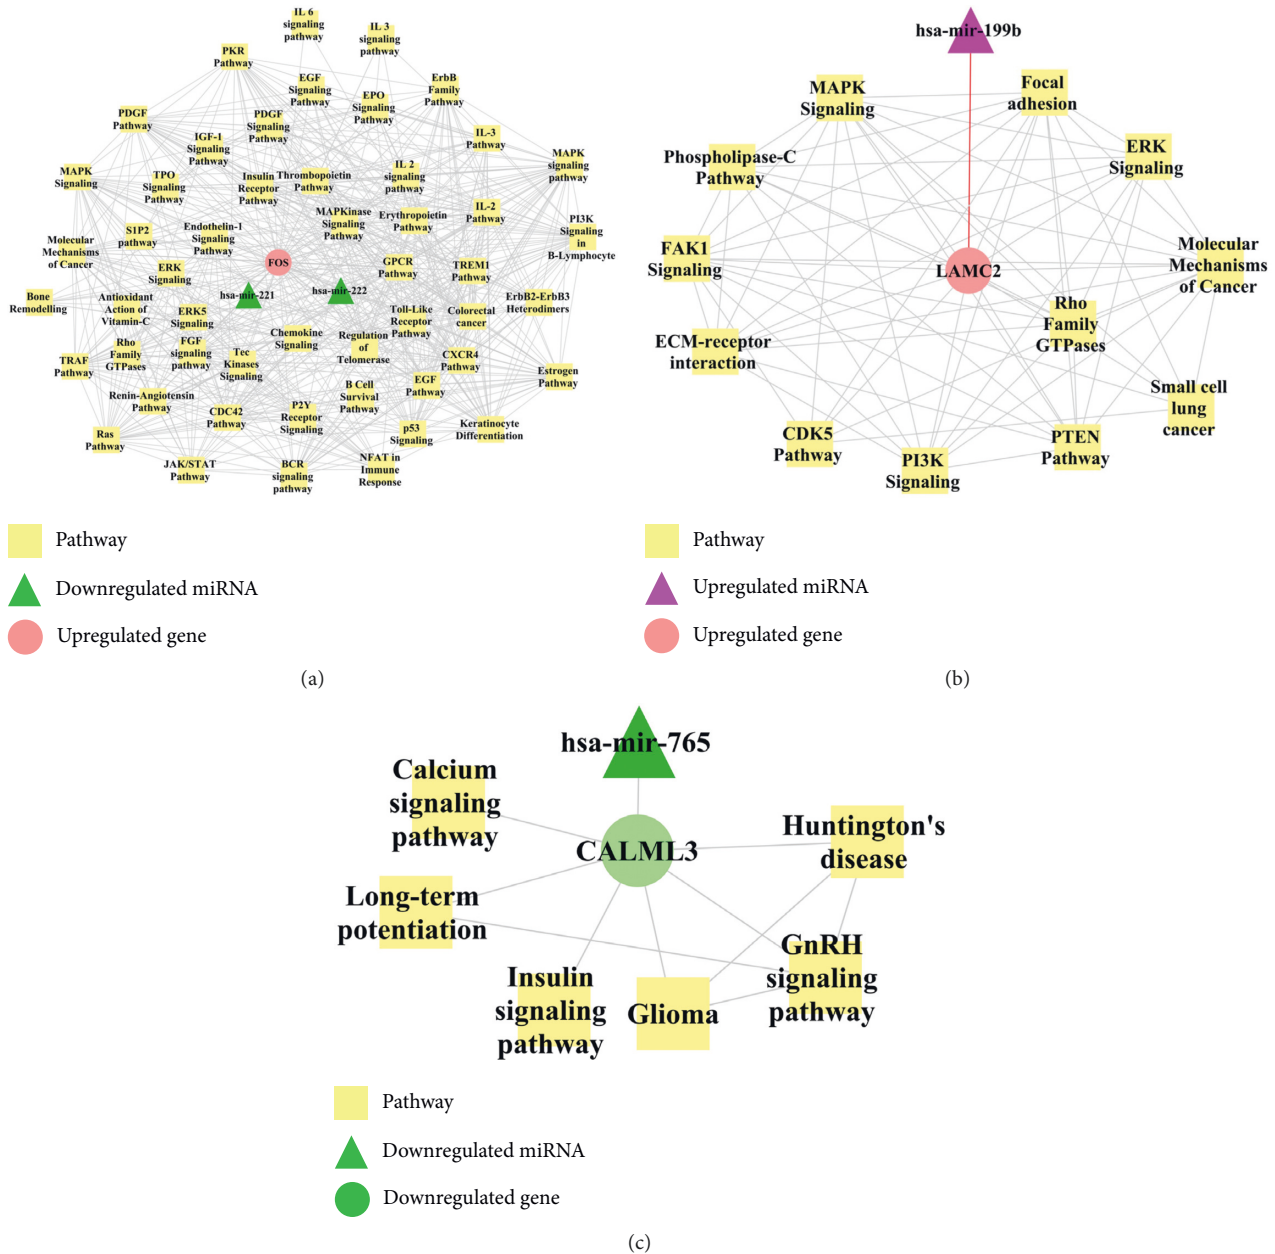 IL 6
signaling
pathway
IL 3
signaling
pathway
PKR
Pathway
EGF
Signaling
Pathway
ErbB
Family
Pathway
EPO
Signaling
Pathway
PDGF
Pathway
PDGF
Signaling
Pathway
IGF-1
Signaling
Pathway
IL-3
Pathway
MAPK
signaling
pathway
MAPK
Signaling
TPO
Signaling
Pathway
Insulin
Receptor
Pathway
Thrombopoietin
Pathway
IL 2
signaling
pathway
IL-2
Pathway
MAPKinase
Signaling
Pathway
Erythropoietin
Pathway
PI3K
Signaling
in
B-Lymphocyte
S1P2
pathway
Endothelin-1
Signaling
Pathway
Molecular
Mechanisms
of Cancer
ERK
Signaling
FOS
GPCR
Pathway
TREM1
Pathway
Bone
Remodelling
Antioxidant
Action of
Vitamin-C
hsa-mir-221
hsa-mir-222
ErbB2-ErbB3
Heterodimers
ERK5
Signaling
Toll-Like
Receptor
Pathway
Colorectal
cancer
Chemokine
Signaling
Regulation
of
Telomerase
TRAF
Pathway
Rho
Family
GTPases
FGF
signaling
pathway
Tec
Kinases
Signaling
CXCR4
Pathway
Estrogen
Pathway
EGF
Pathway
B Cell
Survival
Pathway
Renin-Angiotensin
Pathway
CDC42
Pathway
P2Y
Receptor
Signaling
p53
Signaling
Keratinocyte
Differentiation
Ras
Pathway
JAK/STAT
Pathway
BCR
signaling
pathway
NFAT in
Immune
Response
Pathway
Downregulated miRNA
Upregulated gene
(a)
hsa-mir-199b
MAPK
Signaling
Focal
adhesion
Phospholipase-C
Pathway
ERK
Signaling
FAK1
Signaling
LAMC2
Molecular
Mechanisms
of Cancer
Rho
Family
GTPases
ECM-receptor
interaction
Small cell
lung
cancer
CDK5
Pathway
PI3K
Signaling
PTEN
Pathway
Pathway
Upregulated miRNA
Upregulated gene
(b)
hsa-mir-765
Calcium
signaling
pathway
CALML3
Huntington's
disease
Long-term
potentiation
GnRH
signaling
pathway
Insulin
signaling
pathway
Glioma
Pathway
Downregulated miRNA
Downregulated gene
(c)